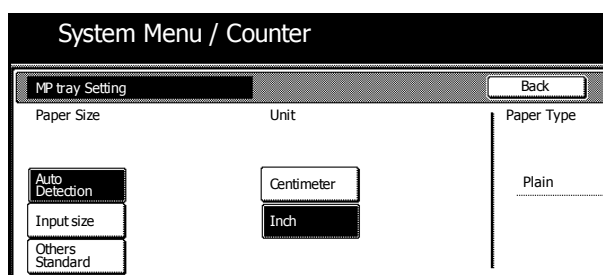 System Menu / Counter
MP tray Setting
Back
Paper Size
Unit
Paper Type
Auto
Detection
Centimeter
Plain
Input size
Inch
Others
Standard